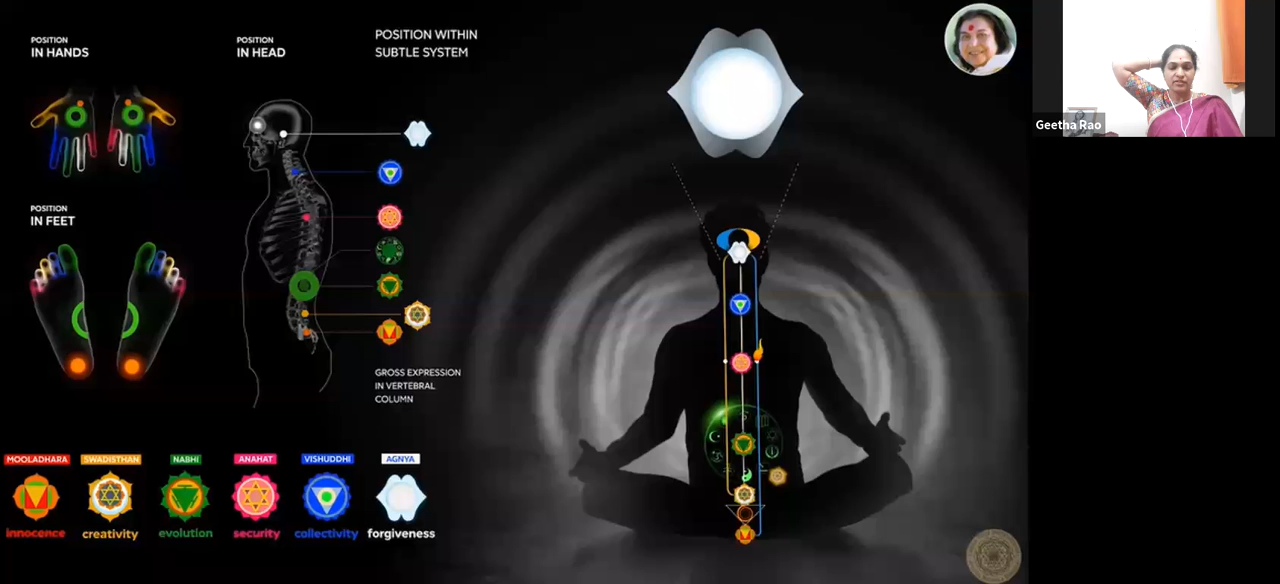 POSITION
IN HANDS
POSITION
IN HEAD
POSITION WITHIN
SUBTLE SYSTEM
POSITION
IN FEET
GROSS EXPRESSION
IN VERTEBRAL
COLUMN
MOOLADHARA
SWADISTHAN
NABHI
ANAHAT
VISHUDDHI
AGNYA
innocence
creativity
evolution
security
collectivity
forgiveness
Geetha Rao